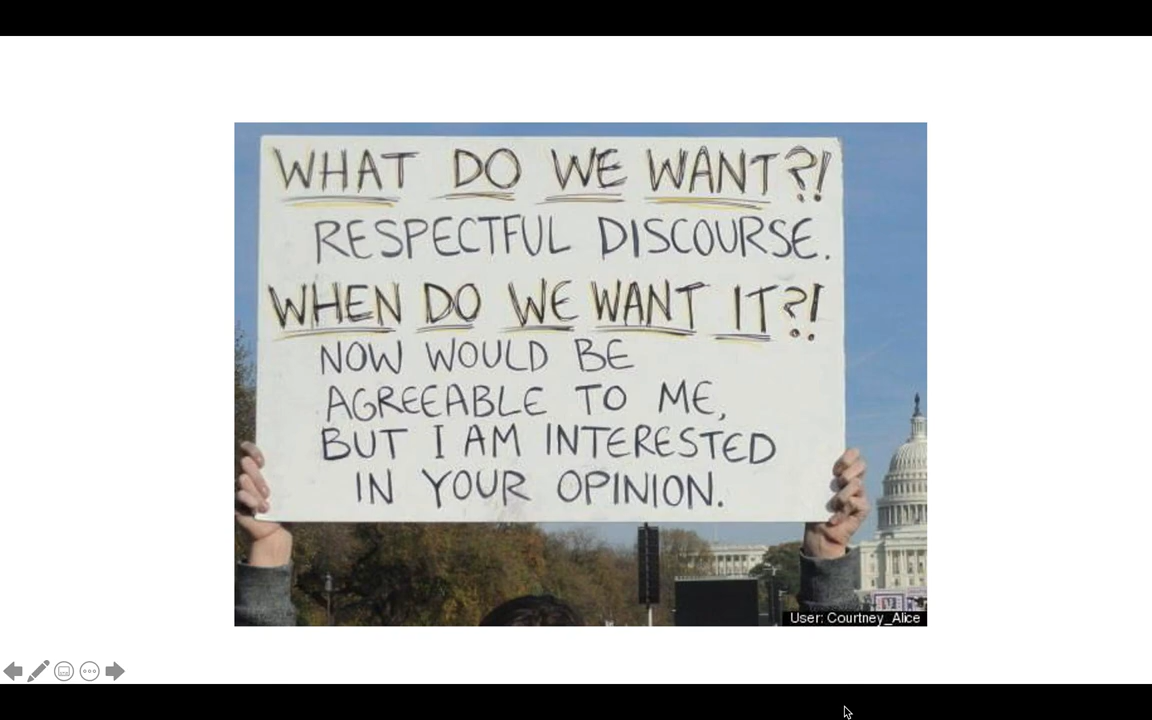 WHAT DO WE WANT?!
RESPECTFUL DISCOURSE.
WHEN DO WE WANT IT?!
NOW WOULD BE
AGREEABLE TO ME,
BUT I AM INTERESTED
IN YOUR OPINION.
User: Courtney_Alice